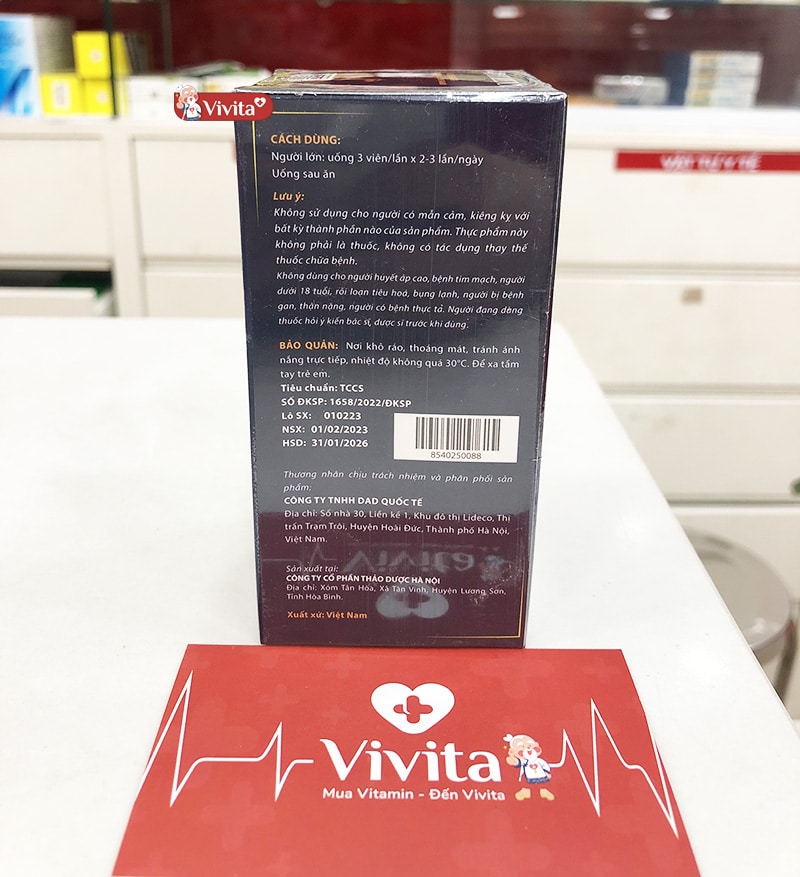 Vivita
VẬT TƯ Y TẾ
CÁCH DÙNG:
Người lớn: uống 3 viên/lần x 2-3 lần/ngày
Uống sau ăn
Lưu ý:
Không sử dụng cho người có mẫn cảm, kiêng kỵ với
bất kỳ thành phần nào của sản phẩm. Thực phẩm này
không phải là thuốc, không có tác dụng thay thế
thuốc chữa bệnh.
Không dùng cho người huyết áp cao, bệnh tim mạch, người
dưới 18 tuổi, rối loạn tiêu hoá, bụng lạnh, người bị bệnh
gan, thận nặng, người có bệnh thực tả. Người đang dùng
thuốc hỏi ý kiến bác sĩ, dược sĩ trước khi dùng.
BẢO QUẢN: Nơi khô ráo, thoáng mát, tránh ánh
nắng trực tiếp, nhiệt độ không quá 30°C. Để xa tầm
tay trẻ em.
Tiêu chuẩn: TCCS
SỐ ĐKSP: 1658/2022/ĐKSP
Lô SX: 010223
NSX: 01/02/2023
HSD: 31/01/2026
8540250088
Thương nhân chịu trách nhiệm và phân phối sản
phẩm:
CÔNG TY TNHH DAD QUỐC TẾ
Địa chỉ: Số nhà 30, Liền kề 1, Khu đô thị Lideco, Thị
trấn Trạm Trôi, Huyện Hoài Đức, Thành phố Hà Nội,
Việt Nam.
Sản xuất tại:
CÔNG TY CỔ PHẦN THẢO DƯỢC HÀ NỘI
Địa chỉ: Xóm Tân Hòa, Xã Tân Vinh, Huyện Lương Sơn,
Tỉnh Hòa Bình.
Xuất xứ: Việt Nam
Vivita
Mua Vitamin - Đến Vivita